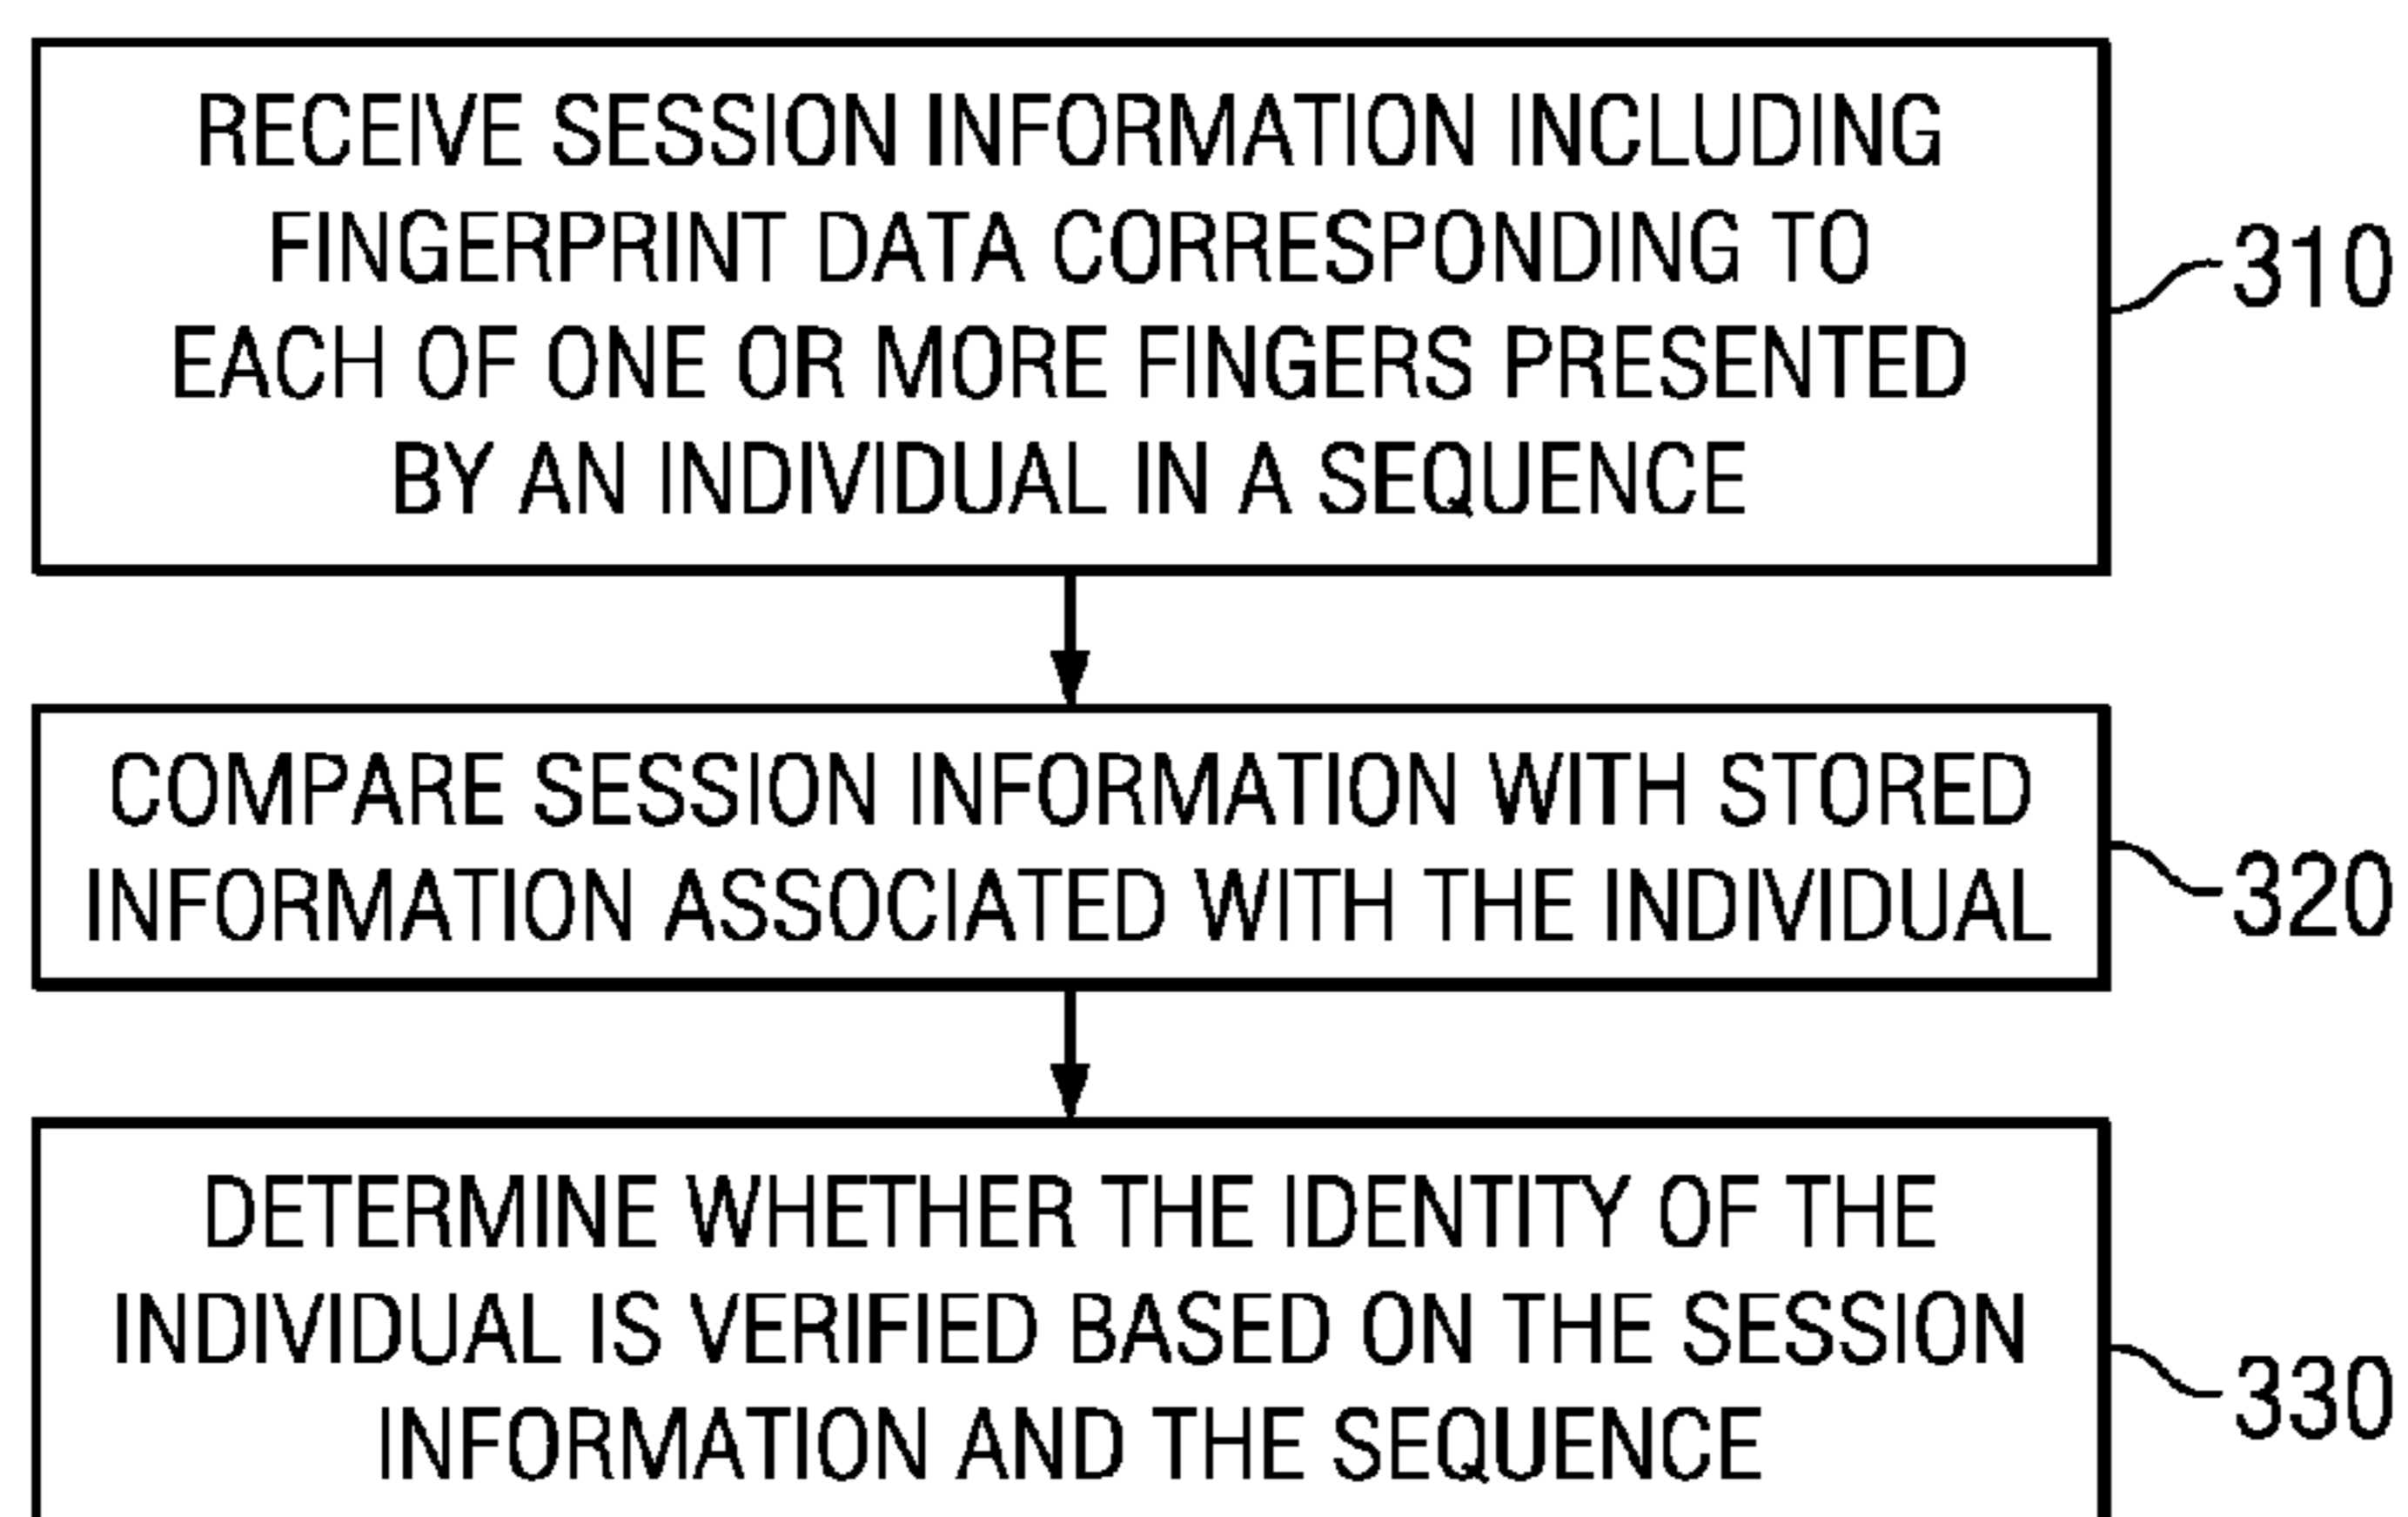 RECEIVE SESSION INFORMATION INCLUDING
FINGERPRINT DATA CORRESPONDING TO
EACH OF ONE OR MORE FINGERS PRESENTED
BY AN INDIVIDUAL IN A SEQUENCE
310
COMPARE SESSION INFORMATION WITH STORED
INFORMATION ASSOCIATED WITH THE INDIVIDUAL
320
DETERMINE WHETHER THE IDENTITY OF THE
INDIVIDUAL IS VERIFIED BASED ON THE SESSION
INFORMATION AND THE SEQUENCE
330